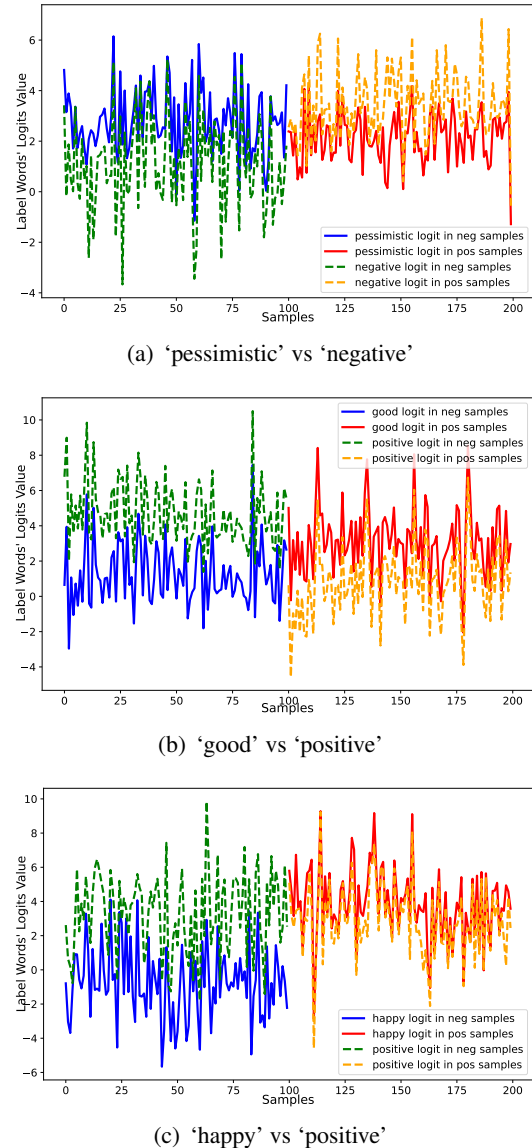 6
4
2
0
−2
−4
Label Words' Logits Value
pessimistic logit in neg samples
pessimistic logit in pos samples
negative logit in neg samples
negative logit in pos samples
0 25 50 75 100 125 150 175 200
Samples
(a) ‘pessimistic’ vs ‘negative’
10
8
6
4
2
0
−2
−4
Label Words' Logits Value
good logit in neg samples
good logit in pos samples
positive logit in neg samples
positive logit in pos samples
0 25 50 75 100 125 150 175 200
Samples
(b) ‘good’ vs ‘positive’
10
8
6
4
2
0
−2
−4
−6
Label Words' Logits Value
happy logit in neg samples
happy logit in pos samples
positive logit in neg samples
positive logit in pos samples
0 25 50 75 100 125 150 175 200
Samples
(c) ‘happy’ vs ‘positive’